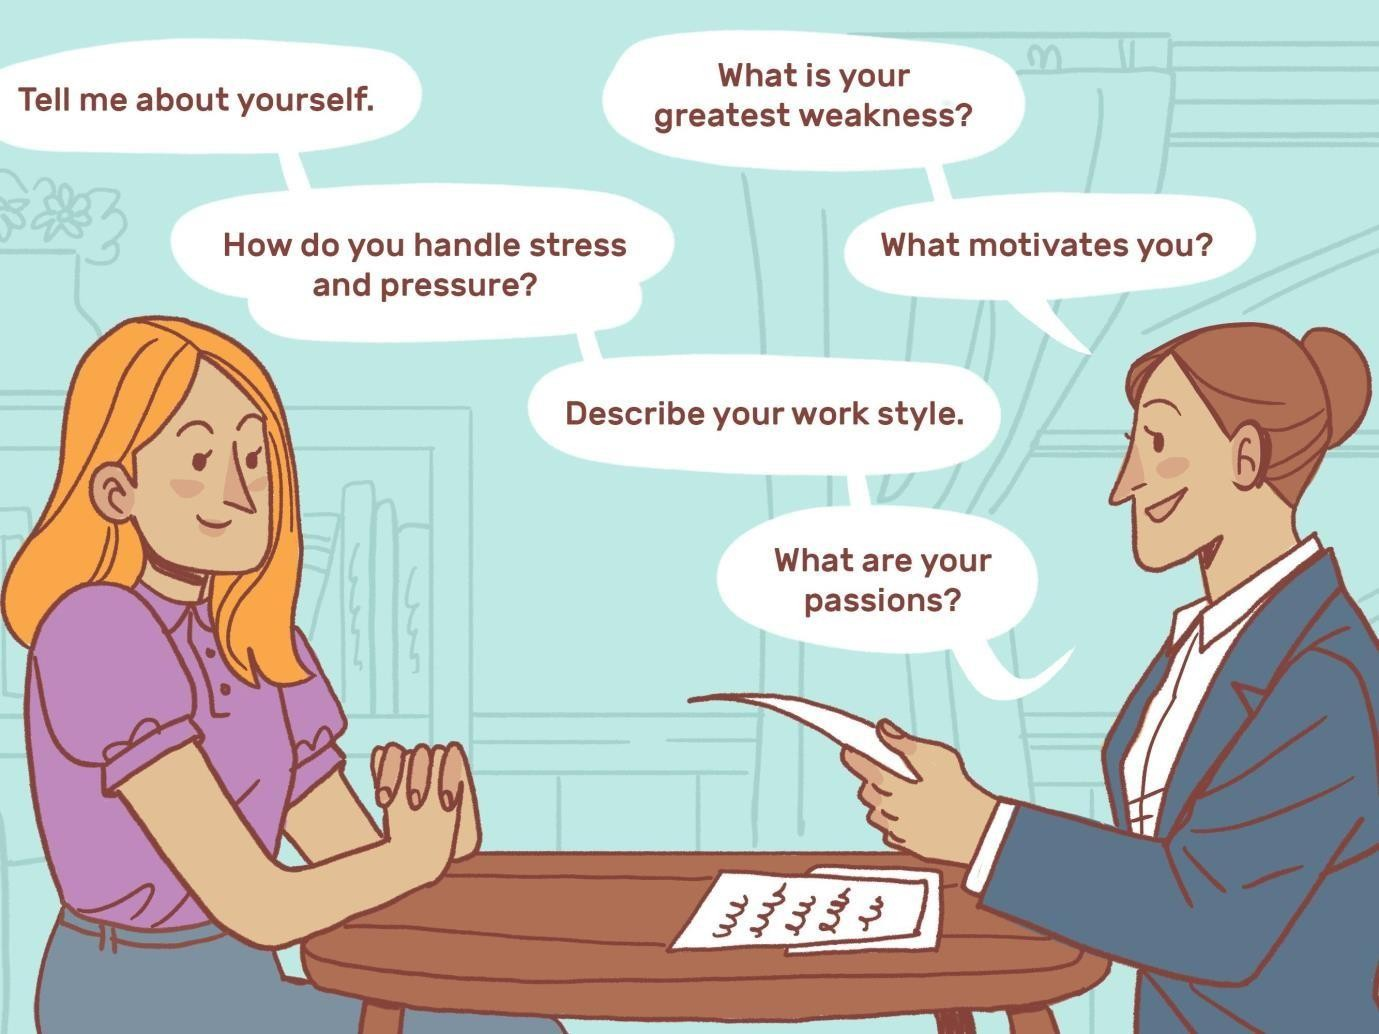 Tell me about yourself.
What is your
greatest weakness?
How do you handle stress
and pressure?
What motivates you?
Describe your work style.
What are your
passions?